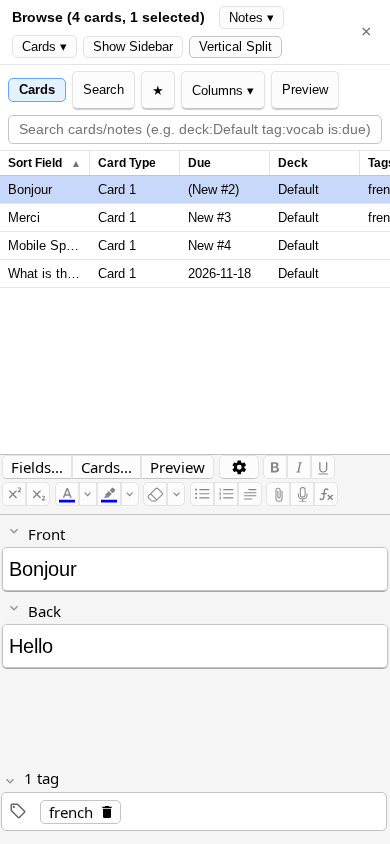 Browse (4 cards, 1 selected) Notes ▾
Cards ▾ Show Sidebar Vertical Split ×
Cards Search ★ Columns ▾ Preview
Search cards/notes (e.g. deck:Default tag:vocab is:due)
Sort Field ▲ Card Type Due Deck
Bonjour Card 1 (New #2) Default
Merci Card 1 New #3 Default
Mobile Sp… Card 1 New #4 Default
What is th… Card 1 2026-11-18 Default
Fields... Cards... Preview B I U
x² x₂ A fx
Front
Bonjour
Back
Hello
1 tag
french